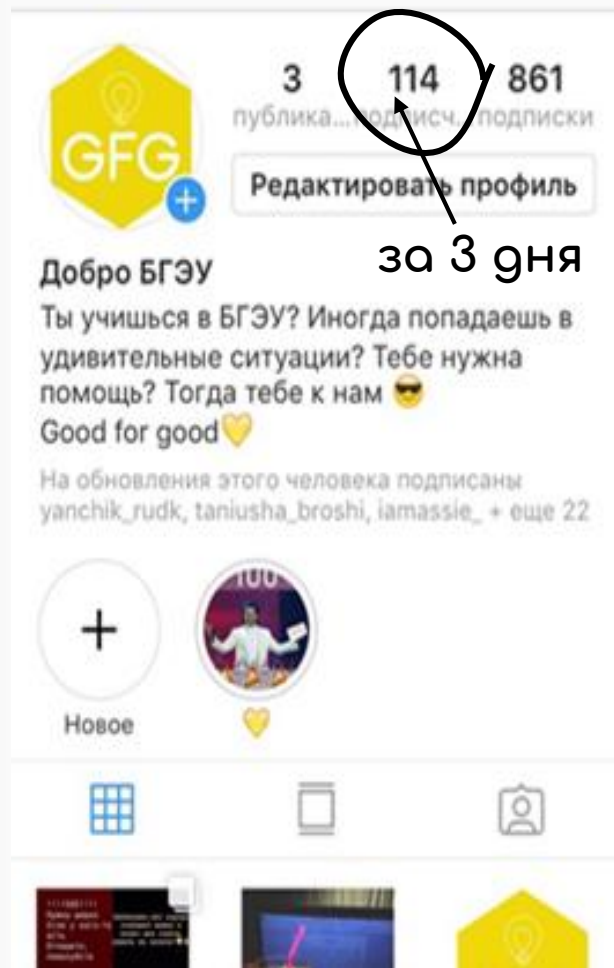 3 114 861
публика... подписч... подписки
GFG
Редактировать профиль
за 3 дня
Добро БГЭУ
Ты учишься в БГЭУ? Иногда попадаешь в
удивительные ситуации? Тебе нужна
помощь? Тогда тебе к нам 😎
Good for good💛
На обновления этого человека подписаны
yanchik_rudk, taniusha_broshi, iamassie_ + еще 22
100
Новое
💛